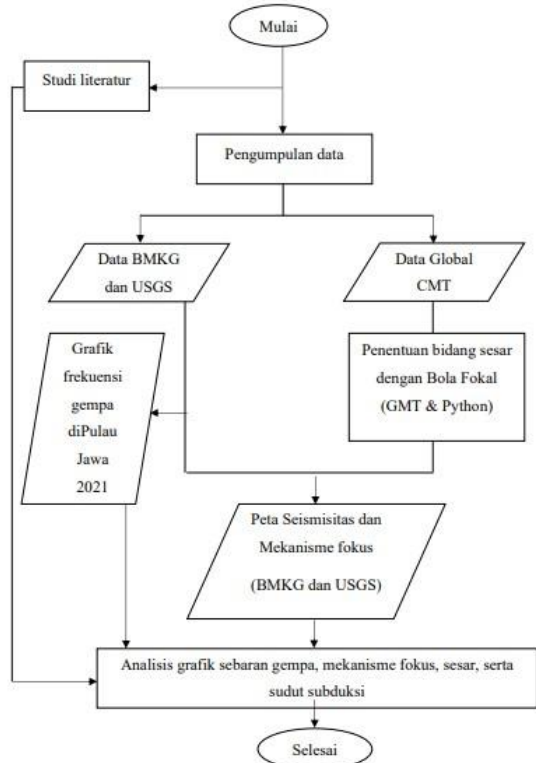 Mulai
Studi literatur
Pengumpulan data
Data BMKG
dan USGS
Data Global
CMT
Grafik
frekuensi
gempa
diPulau
Jawa
2021
Penentuan bidang sesar
dengan Bola Fokal
(GMT & Python)
Peta Seismisitas dan
Mekanisme fokus
(BMKG dan USGS)
Analisis grafik sebaran gempa, mekanisme fokus, sesar, serta
sudut subduksi
Selesai